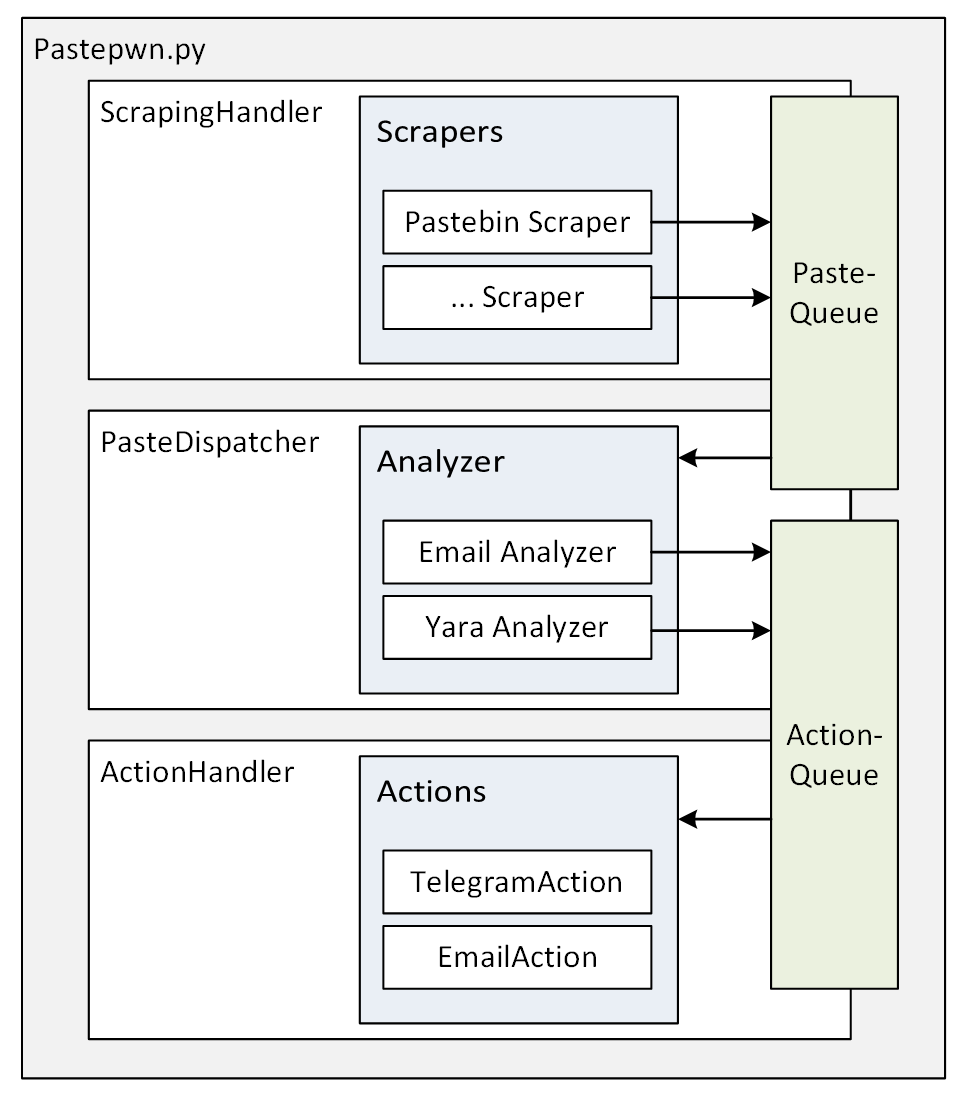 Pastepwn.py
ScrapingHandler
Scrapers
Pastebin Scraper
... Scraper
Paste-
Queue
PasteDispatcher
Analyzer
Email Analyzer
Yara Analyzer
Action-
Queue
ActionHandler
Actions
TelegramAction
EmailAction